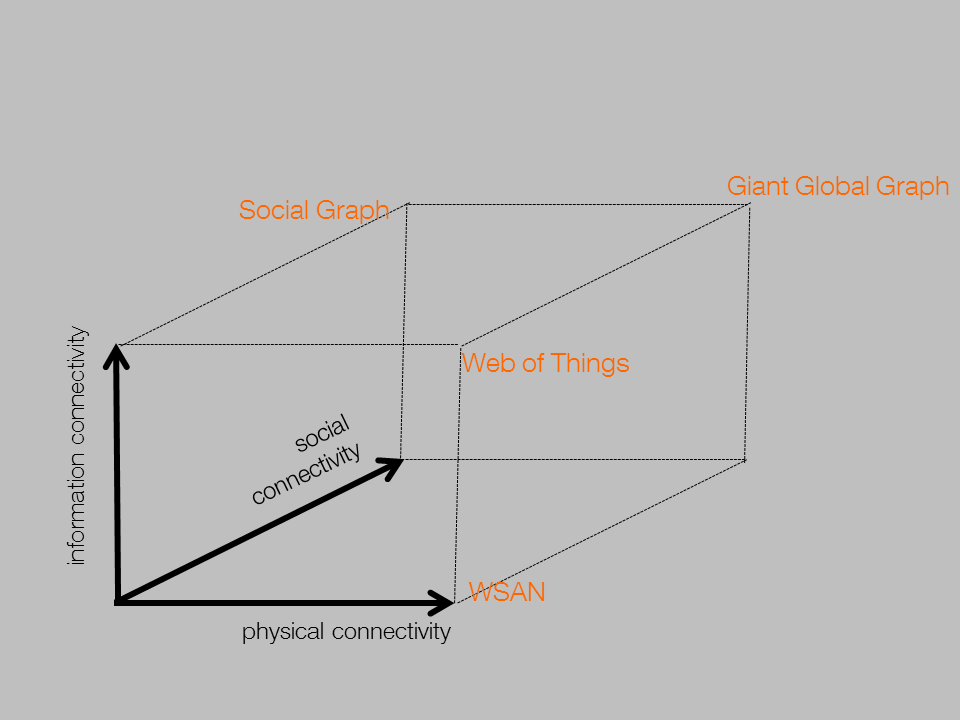 Giant Global Graph
Social Graph
information connectivity
Web of Things
social
connectivity
WSAN
physical connectivity